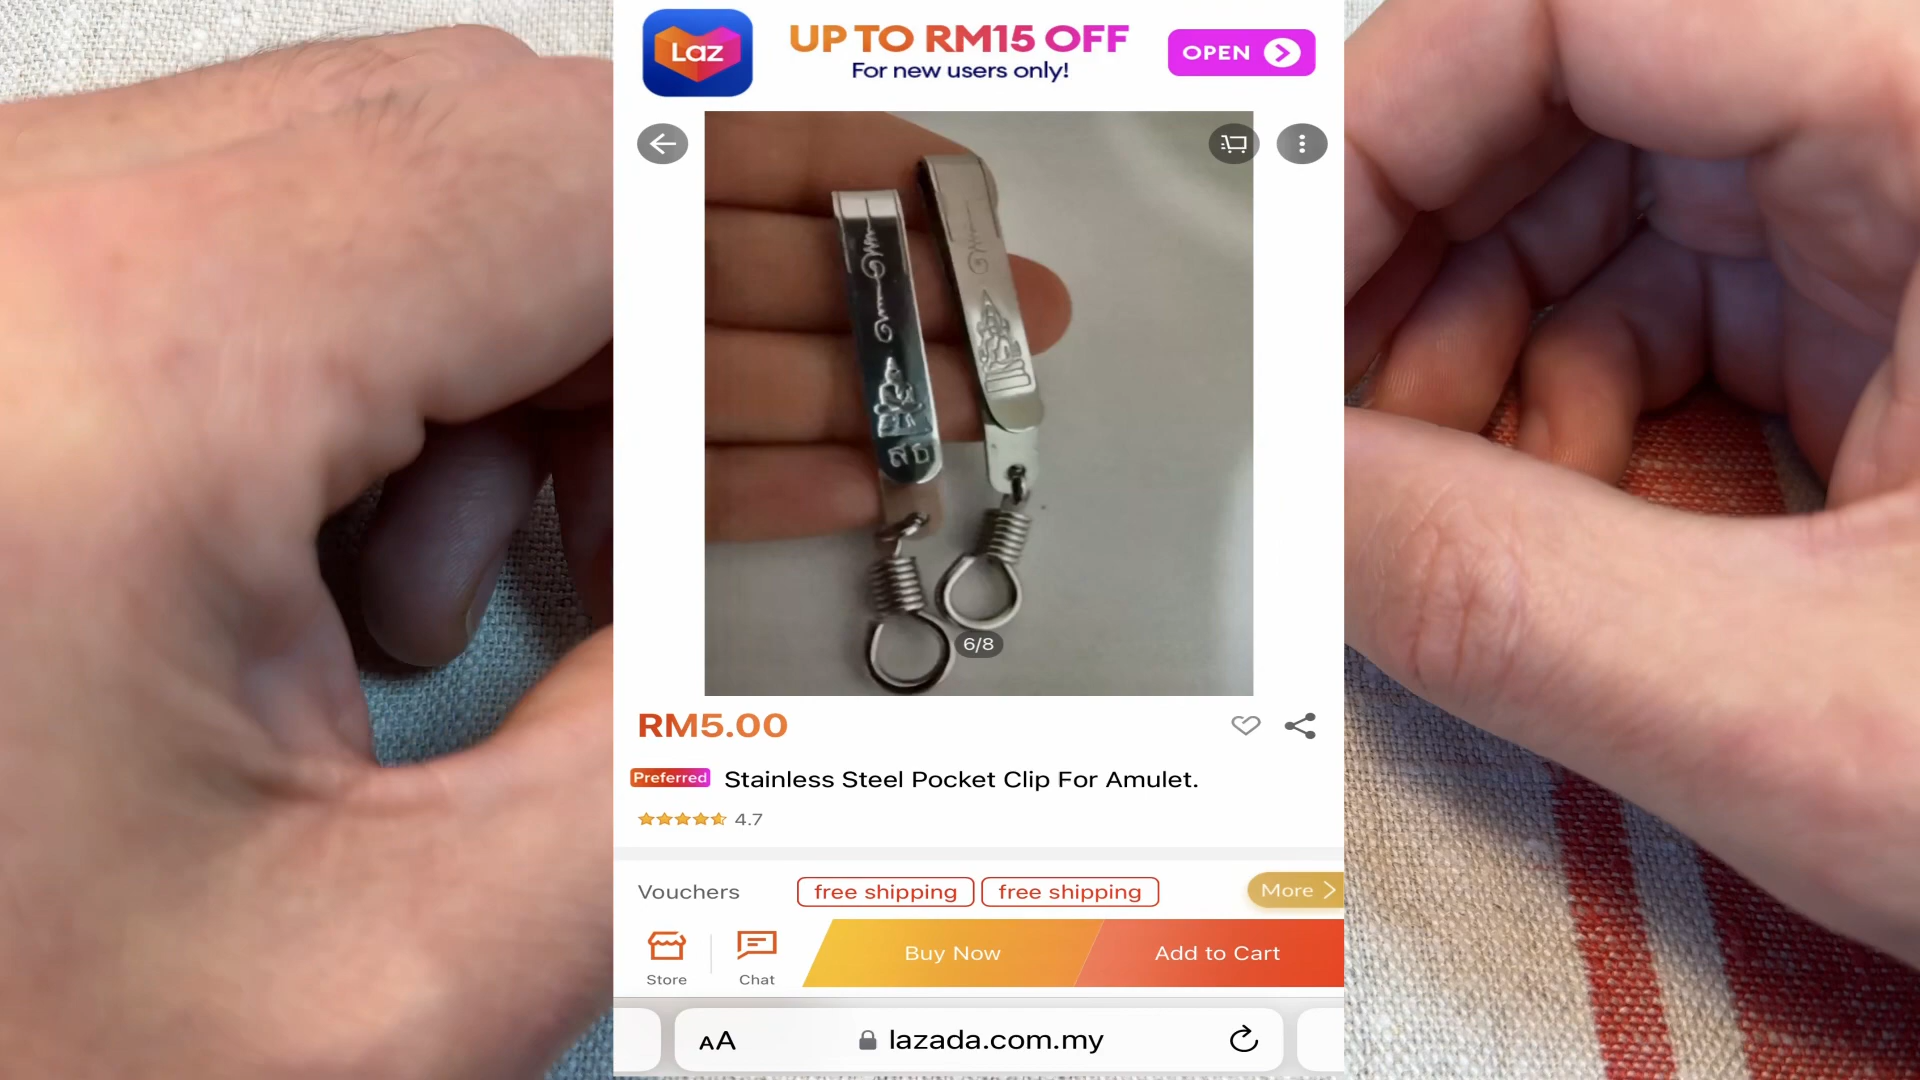 Laz
UP TO RM15 OFF
For new users only!
OPEN
สธ
6/8
RM5.00
Preferred Stainless Steel Pocket Clip For Amulet.
4.7
Vouchers free shipping free shipping More
Store Chat Buy Now Add to Cart
AA lazada.com.my